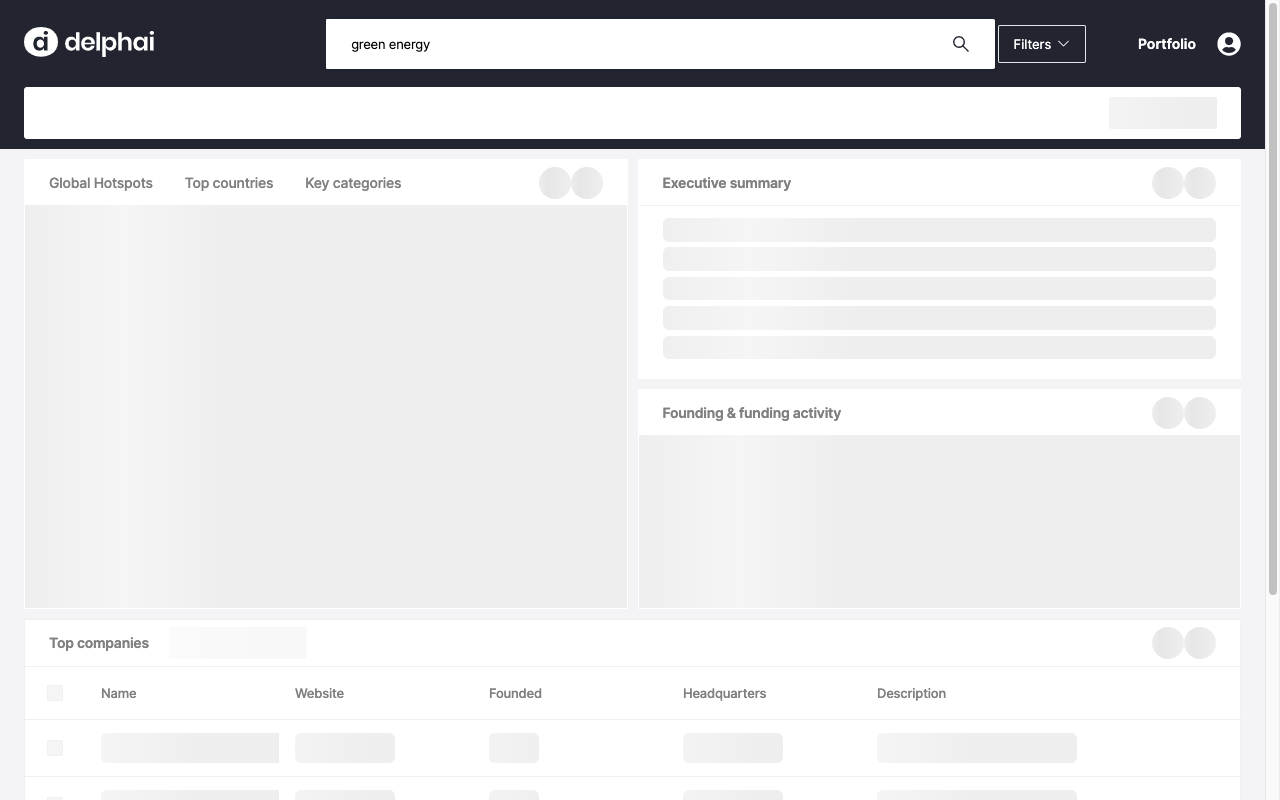 delphai
green energy
Filters
Portfolio
Global Hotspots Top countries Key categories
Executive summary
Founding & funding activity
Top companies
Name Website Founded Headquarters Description